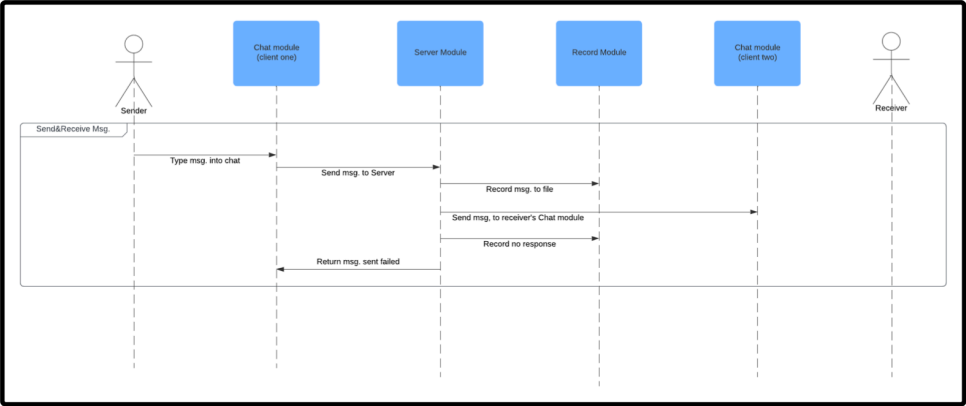 Chat module
(client one)
Server Module
Record Module
Chat module
(client two)
Sender
Receiver
Send&Receive Msg.
Type msg. into chat
Send msg. to Server
Record msg. to file
Send msg, to receiver's Chat module
Record no response
Return msg. sent failed